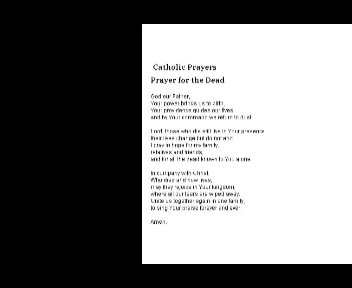 Catholic Prayers
Prayer for the Dead
God our Father,
Your power brings us to birth,
Your providence guides our lives,
and by Your command we return to dust.
Lord, those who die still live in Your presence,
their lives change but do not end.
I pray in hope for my family,
relatives and friends,
and for all the dead known to You alone.
In company with Christ,
Who died and now lives,
may they rejoice in Your kingdom,
where all our tears are wiped away.
Unite us together again in one family,
to sing Your praise forever and ever.
Amen.